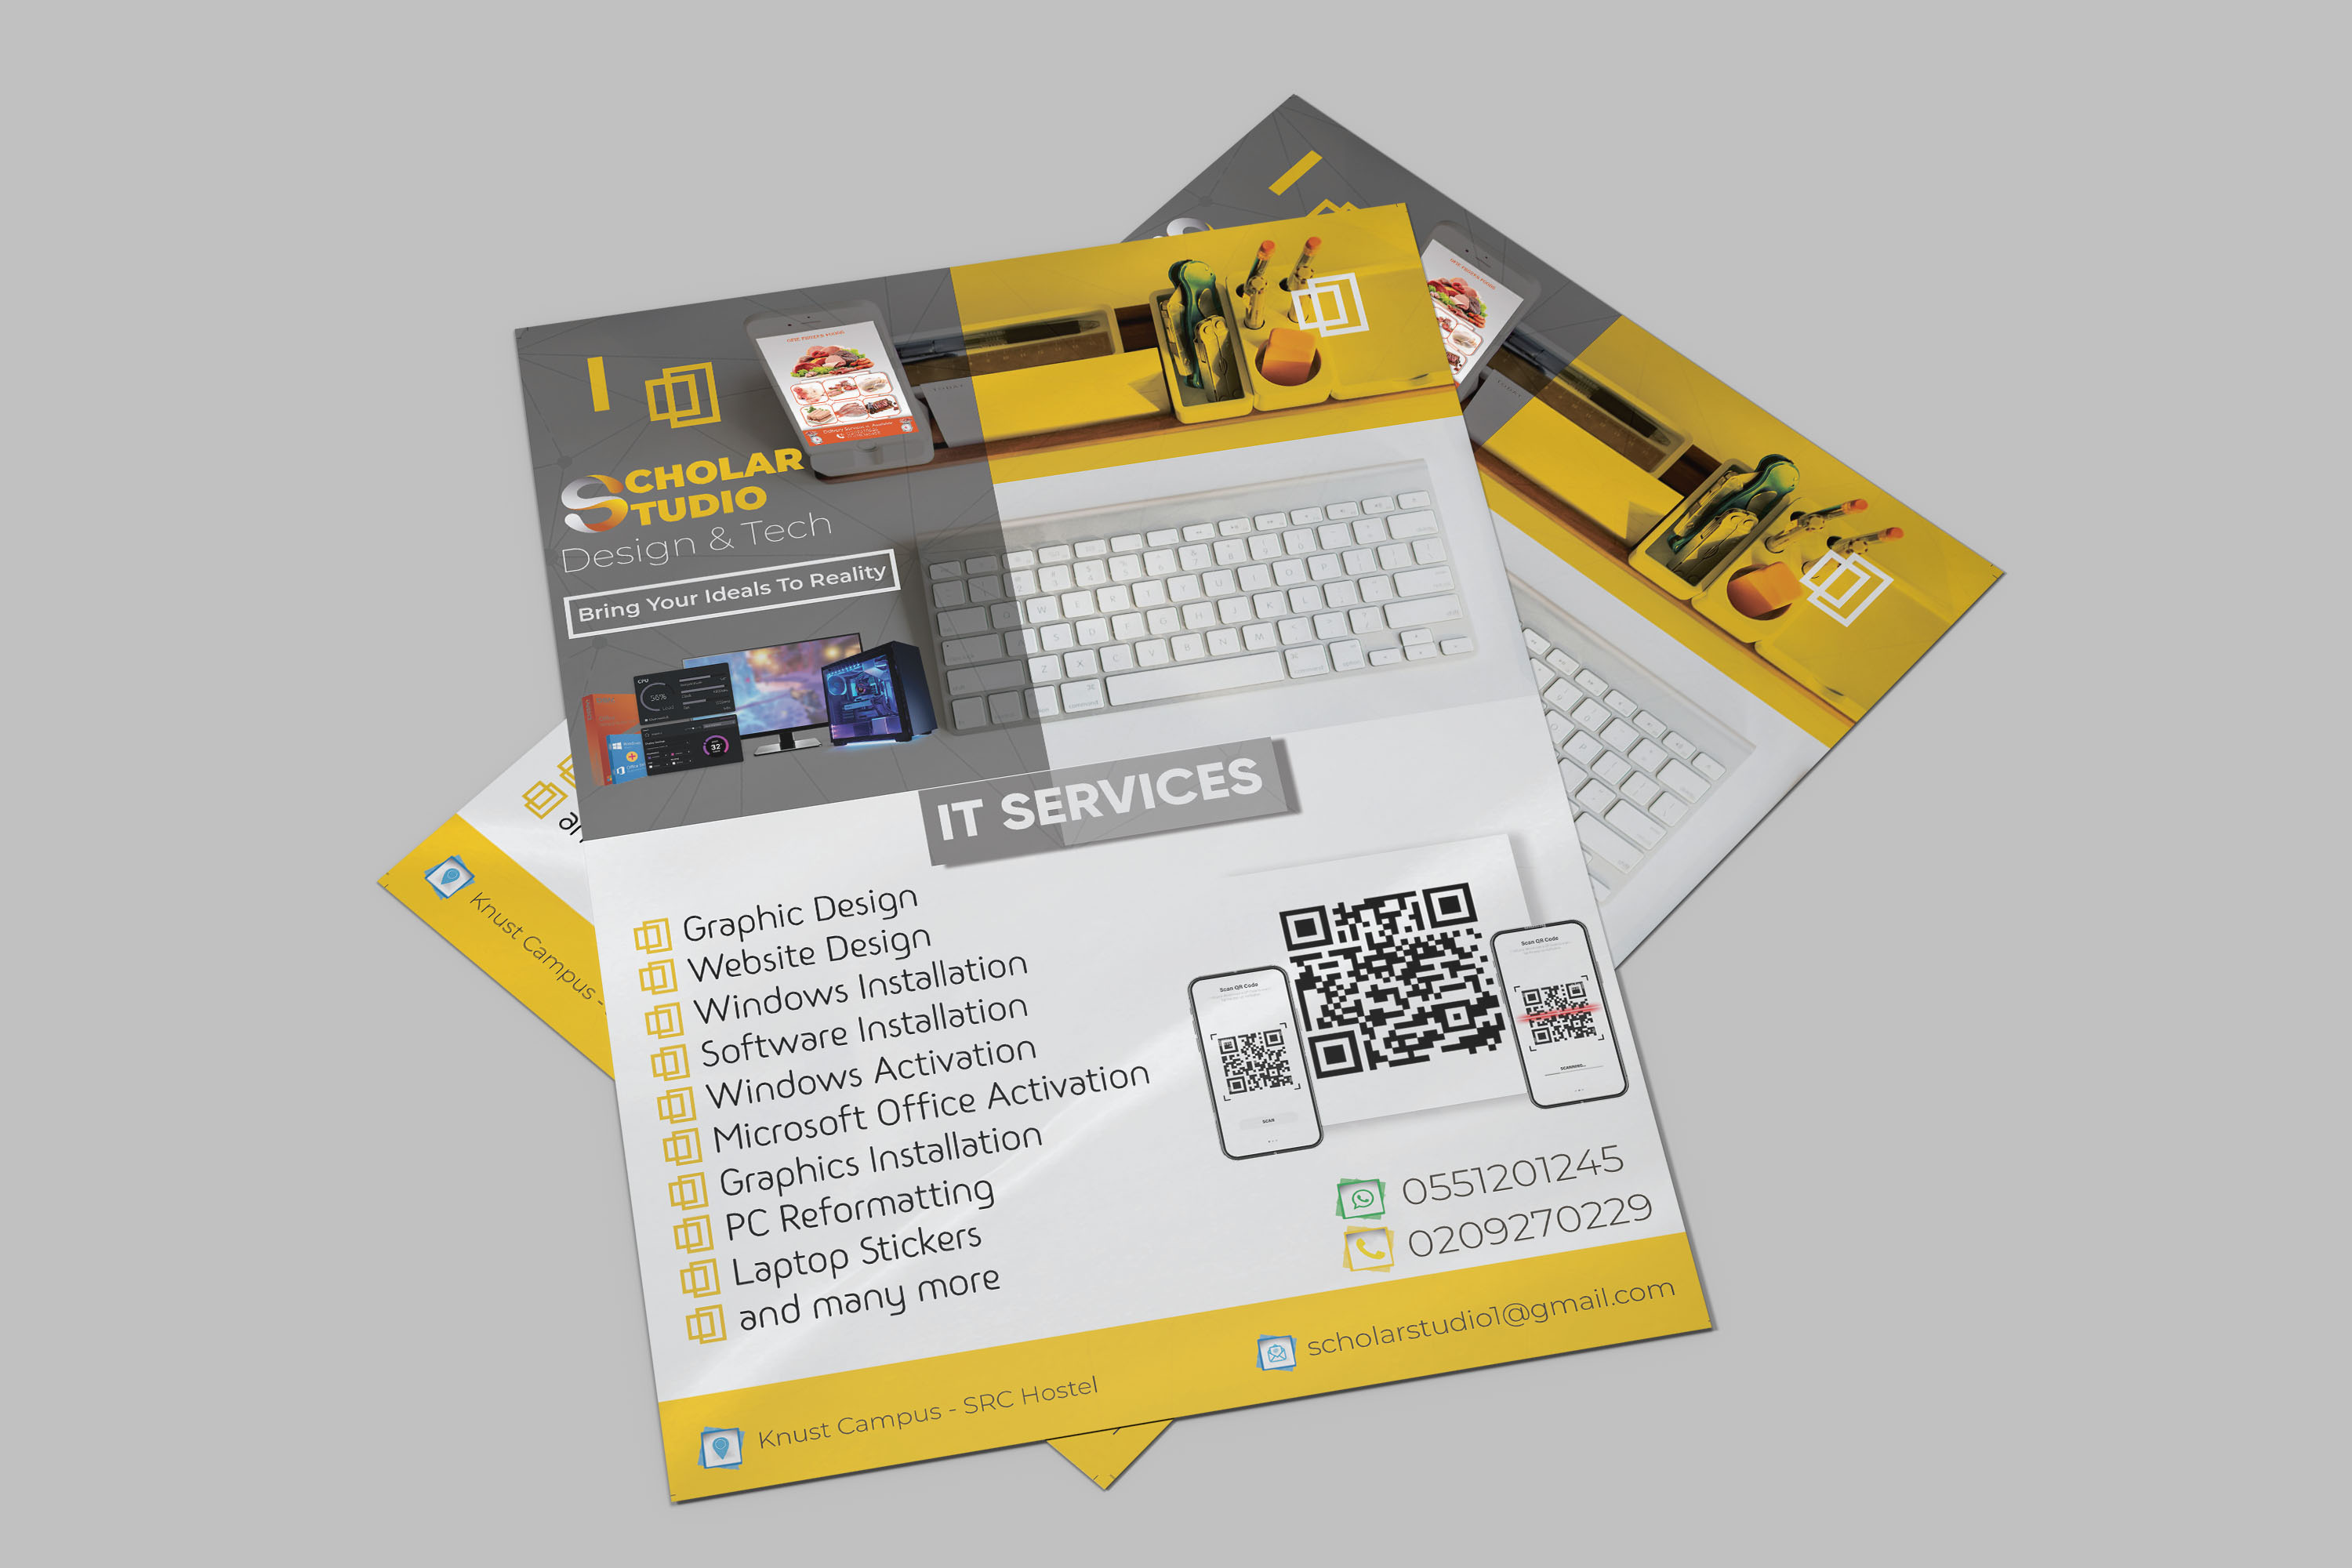 SCHOLAR
STUDIO
Design & Tech
Bring Your Ideals To Reality
IT SERVICES
Graphic Design
Website Design
Windows Installation
Software Installation
Windows Activation
Microsoft Office Activation
Graphics Installation
PC Reformatting
Laptop Stickers
and many more
Scan QR Code
SCAN
Scan QR Code
0551201245
0209270229
Knust Campus - SRC Hostel
scholarstudio1@gmail.com
Knust Campus -